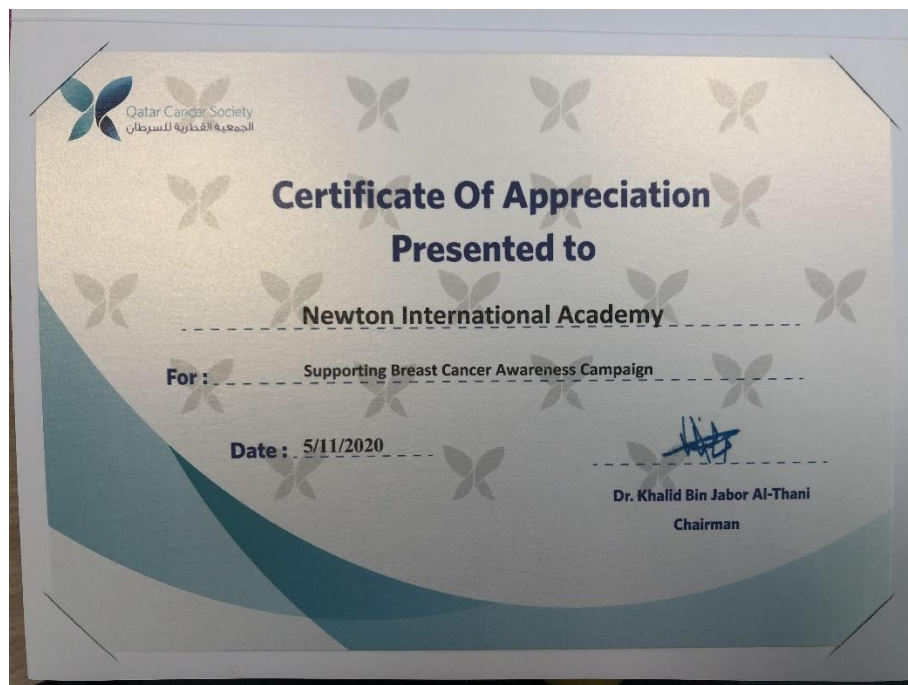 Qatar Cancer Society
الجمعية القطرية للسرطان
Certificate Of Appreciation
Presented to
Newton International Academy
For : Supporting Breast Cancer Awareness Campaign
Date : 5/11/2020
Dr. Khalid Bin Jabor Al-Thani
Chairman